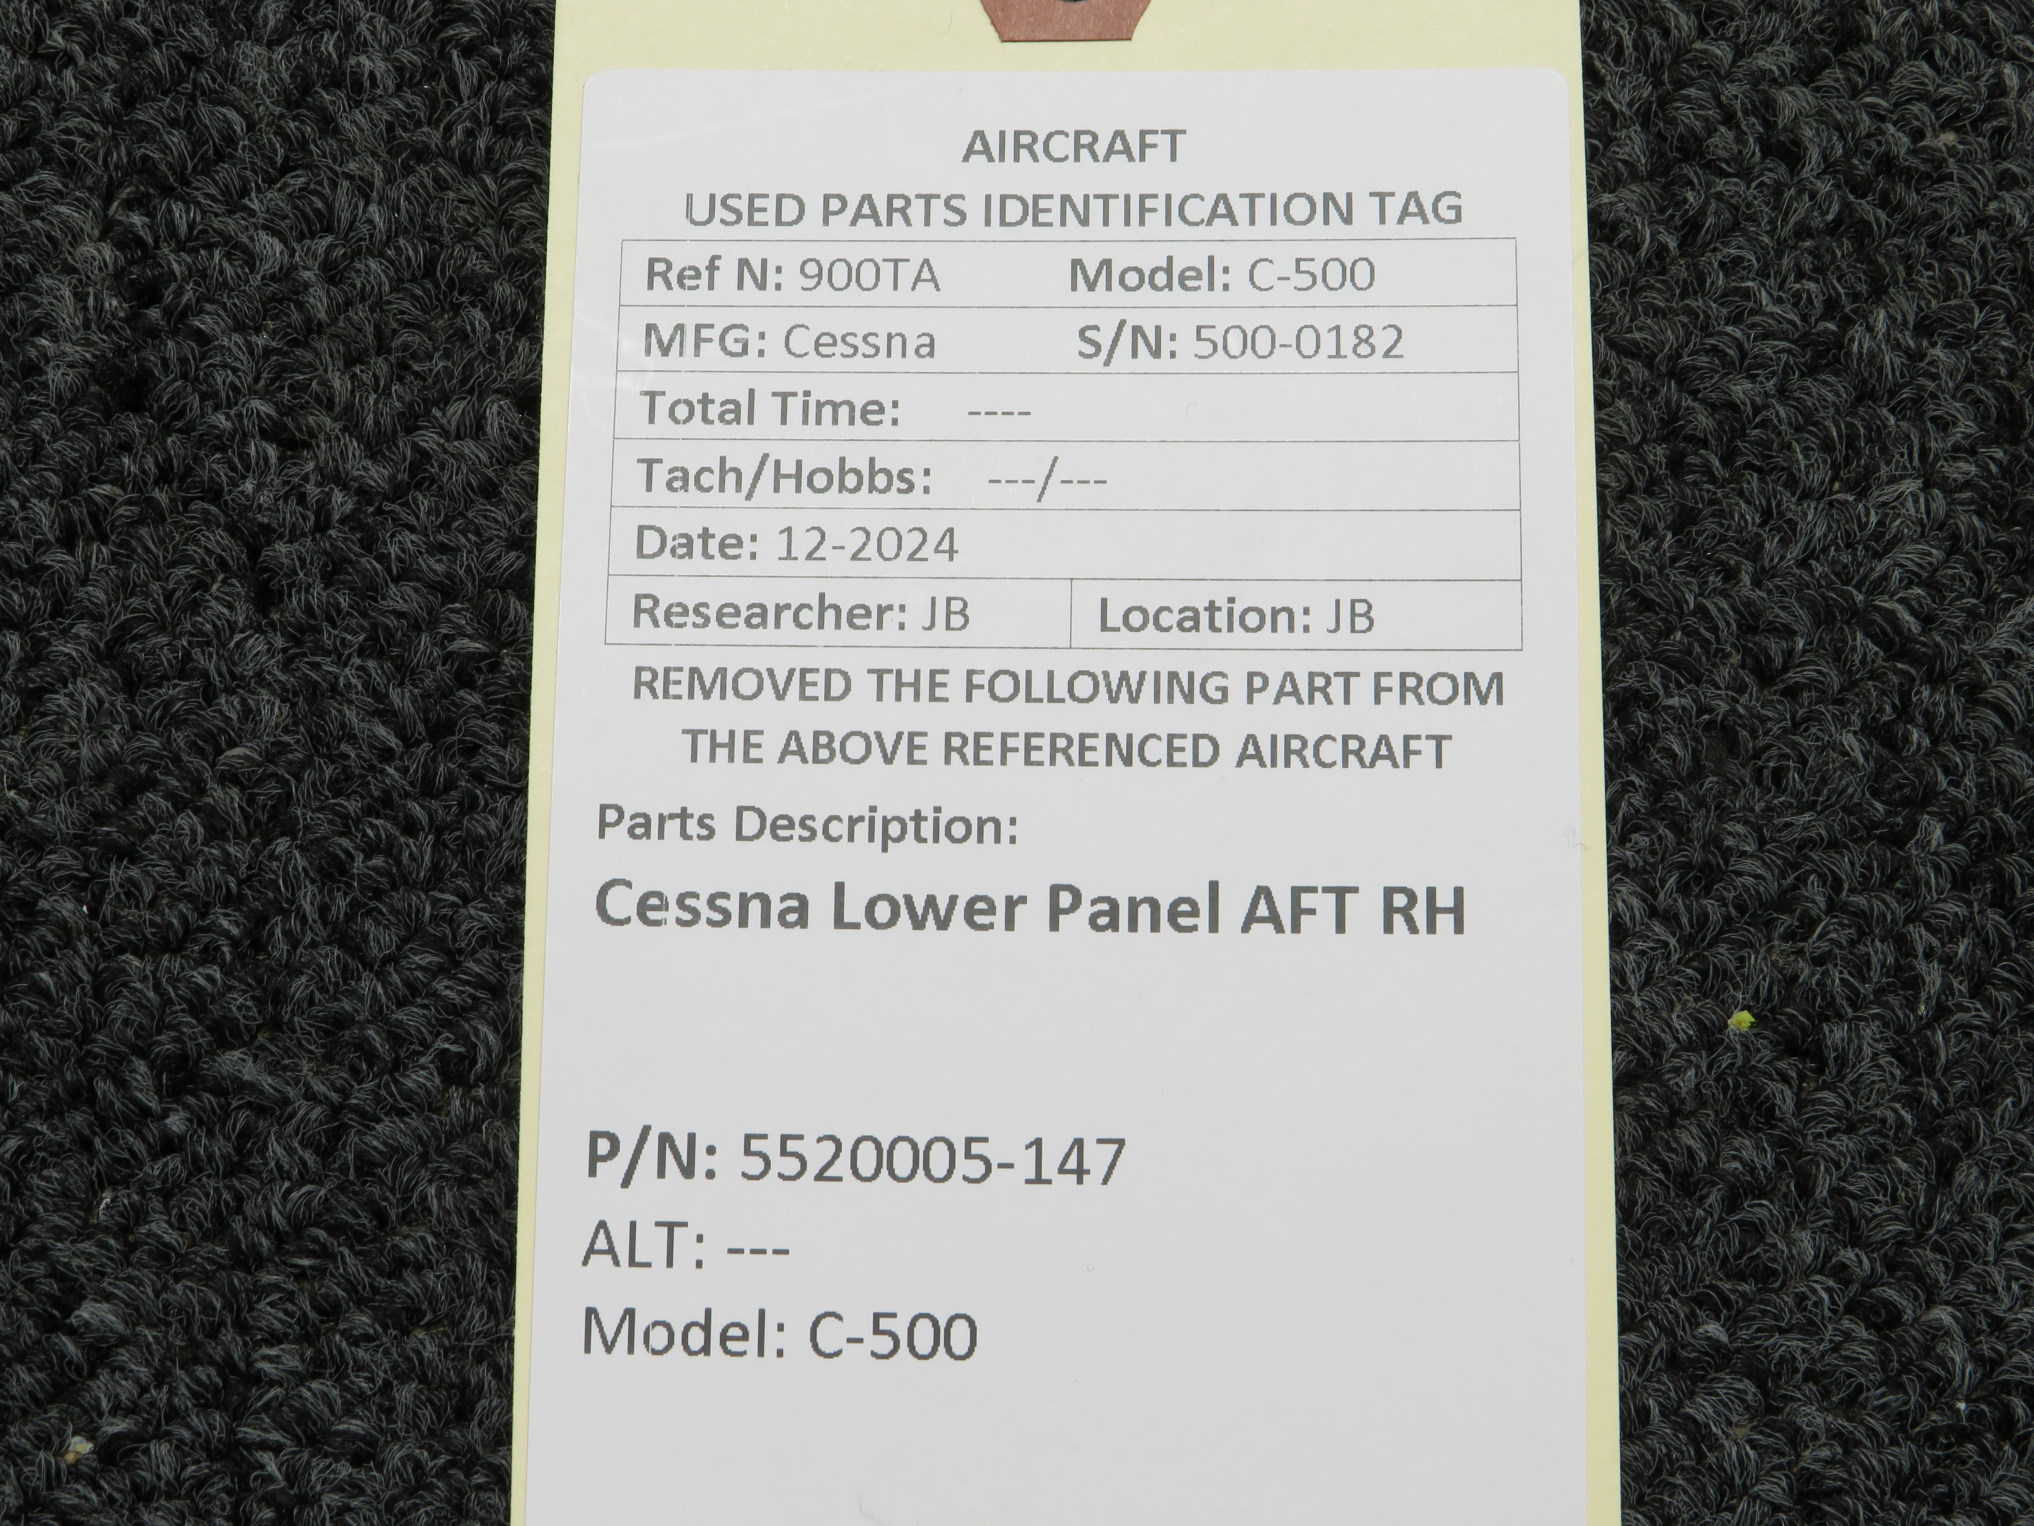 AIRCRAFT
USED PARTS IDENTIFICATION TAG
Ref N: 900TA Model: C-500
MFG: Cessna S/N: 500-0182
Total Time: ----
Tach/Hobbs: ---/---
Date: 12-2024
Researcher: JB Location: JB
REMOVED THE FOLLOWING PART FROM
THE ABOVE REFERENCED AIRCRAFT
Parts Description:
Cessna Lower Panel AFT RH
P/N: 5520005-147
ALT: ---
Model: C-500